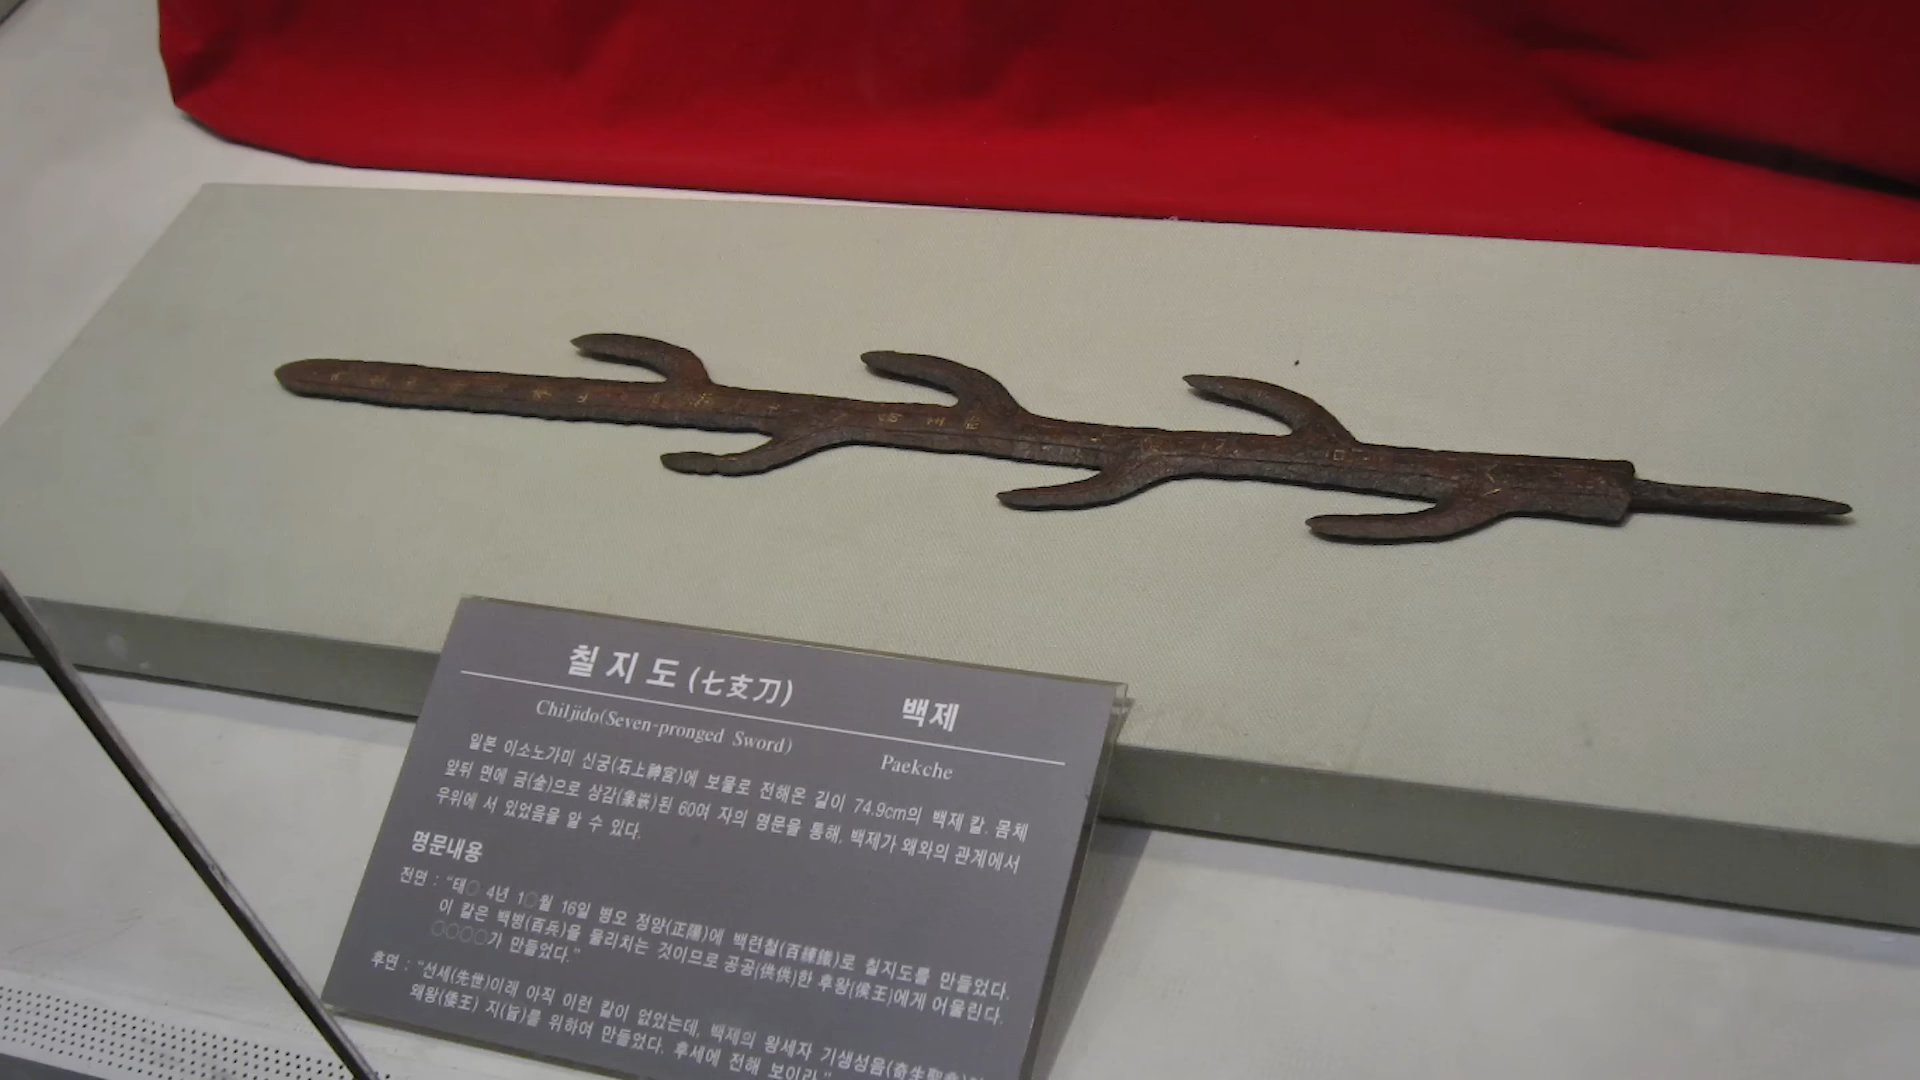 칠지도(七支刀) 백제
Chiljido(Seven-pronged Sword) Paekche
일본 이소노가미 신궁(石上神宮)에 보물로 전해온 길이 74.9cm의 백제 칼. 몸체
앞뒤 면에 금(金)으로 상감(象嵌)된 60여 자의 명문을 통해, 백제가 왜와의 관계에서
우위에 서 있었음을 알 수 있다.
명문내용
전면 : “태○ 4년 1○월 16일 병오 정양(正陽)에 백련철(百練鐵)로 칠지도를 만들었다.
이 칼은 백병(百兵)을 물리치는 것이므로 공공(供供)한 후왕(侯王)에게 어울린다.
○○○○가 만들었다.”
후면 : “선세(先世)이래 아직 이런 칼이 없었는데, 백제의 왕세자 기생성음(奇生聖音)이
왜왕(倭王) 지(旨)를 위하여 만들었다. 후세에 전해 보이라”